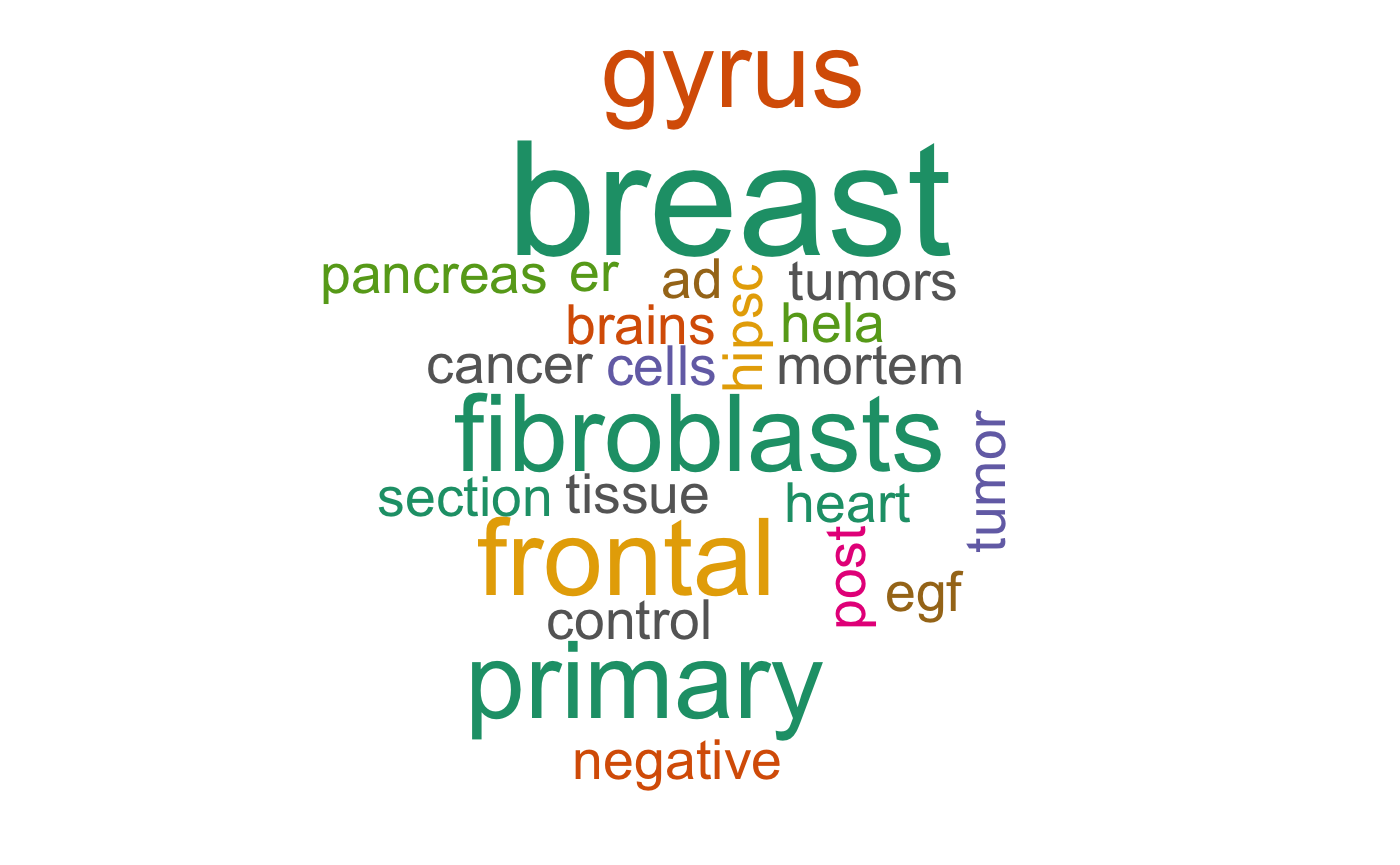 gyrus
breast
pancreas er ad hipsc tumors
brains hela
cancer cells mortem
fibroblasts tumor
section tissue heart
frontal post egf
control
primary
negative